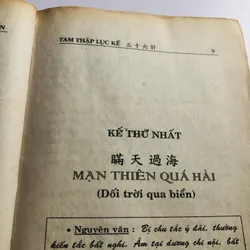 TAM THẬP LỤC KẾ 三十六計 9
KẾ THỨ NHẤT
瞞天過海
MẠN THIÊN QUÁ HẢI
(Dối trời qua biển)
• Nguyên văn : Bị chu tắc ý đãi, thường
kiến tắc bất nghi. Âm tại dương chi nội, bất